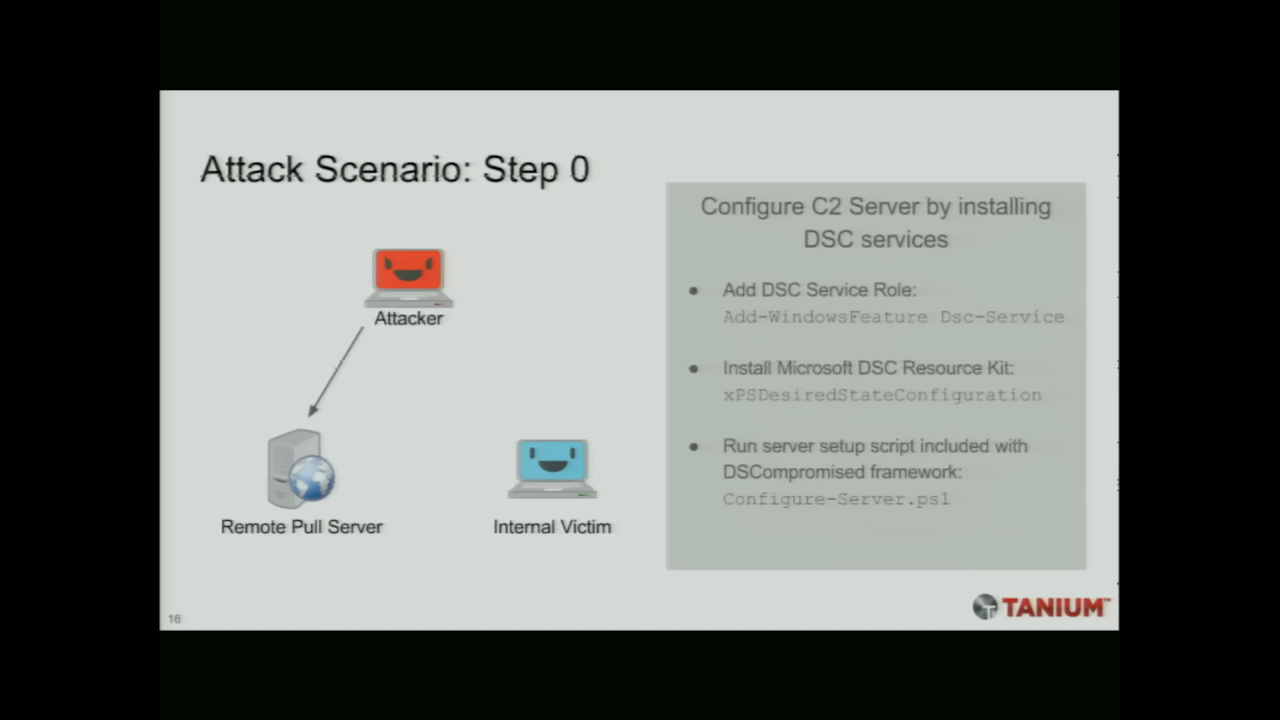 Attack Scenario: Step 0
Attacker
Remote Pull Server
Internal Victim
Configure C2 Server by installing
DSC services
● Add DSC Service Role:
Add-WindowsFeature Dsc-Service
● Install Microsoft DSC Resource Kit:
xPSDesiredStateConfiguration
● Run server setup script included with
DSCompromised framework:
Configure-Server.ps1
16
TANIUM™